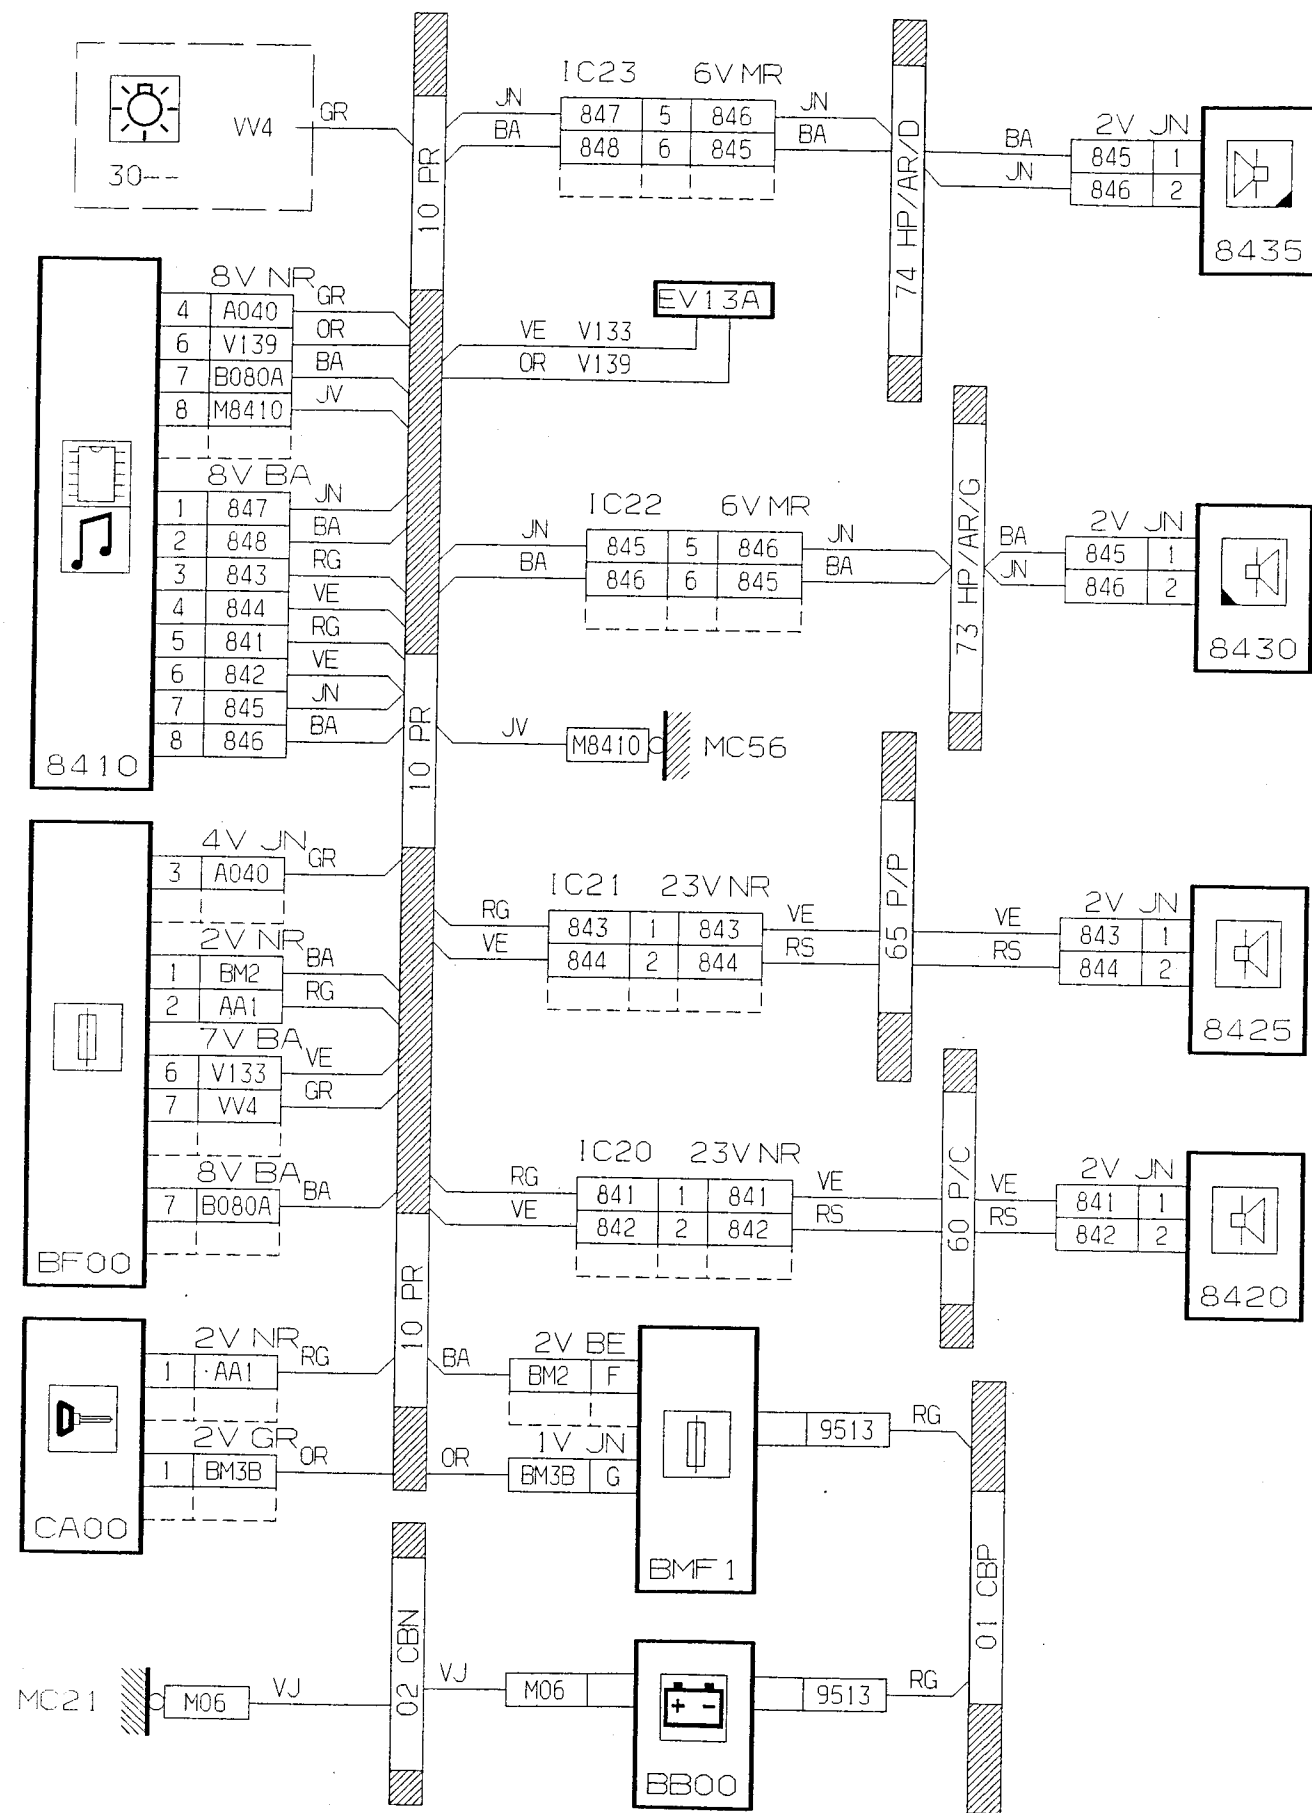 VV4 GR
30--
10 PR
IC23 6V MR
JN 847 5 846 JN
BA 848 6 845 BA
74 HP/AR/D
2V JN
BA 845 1
JN 846 2
8435
8V NR
4 A040 GR
6 V139 OR
7 B080A BA
8 M8410 JV
8V BA
1 847 JN
2 848 BA
3 843 RG
4 844 VE
5 841 RG
6 842 VE
7 845 JN
8 846 BA
8410
EV13A
VE V133
OR V139
IC22 6V MR
JN 845 5 846 JN
BA 846 6 845 BA
73 HP/AR/G
2V JN
BA 845 1
JN 846 2
8430
10 PR
JV M8410 MC56
4V JN
3 A040 GR
2V NR
1 BM2 BA
2 AA1 RG
7V BA
6 V133 VE
7 VV4 GR
8V BA
7 B080A BA
BF00
IC21 23V NR
RG 843 1 843 VE
VE 844 2 844 RS
65 P/P
2V JN
VE 843 1
RS 844 2
8425
IC20 23V NR
RG 841 1 841 VE
VE 842 2 842 RS
60 P/C
2V JN
VE 841 1
RS 842 2
8420
10 PR
2V NR
1 AA1 RG
2V GR
1 BM3B OR
CA00
2V BE
BA BM2 F
1V JN
OR BM3B G
BMF1
9513 RG
01 CBP
MC21 M06 VJ
02 CBN
VJ M06
9513 RG
+ -
BB00